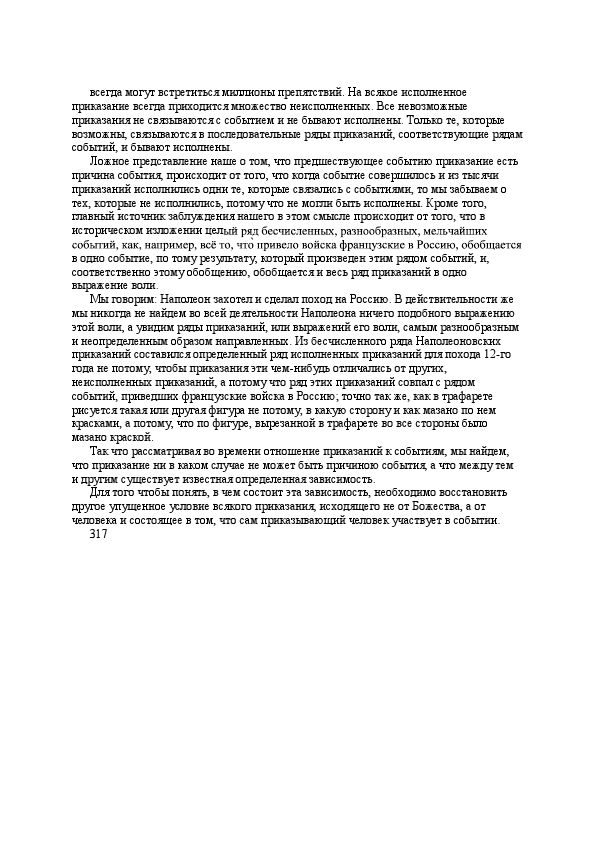 всегда могут встретиться миллионы препятствий. На всякое исполненное
приказание всегда приходится множество неисполненных. Все невозможные
приказания не связываются с событием и не бывают исполнены. Только те, которые
возможны, связываются в последовательные ряды приказаний, соответствующие рядам
событий, и бывают исполнены.
Ложное представление наше о том, что предшествующее событию приказание есть
причина события, происходит от того, что когда событие совершилось и из тысячи
приказаний исполнились одни те, которые связались с событиями, то мы забываем о
тех, которые не исполнились, потому что не могли быть исполнены. Кроме того,
главный источник заблуждения нашего в этом смысле происходит от того, что в
историческом изложении целый ряд бесчисленных, разнообразных, мельчайших
событий, как, например, всё то, что привело войска французские в Россию, обобщается
в одно событие, по тому результату, который произведен этим рядом событий, и,
соответственно этому обобщению, обобщается и весь ряд приказаний в одно
выражение воли.
Мы говорим: Наполеон захотел и сделал поход на Россию. В действительности же
мы никогда не найдем во всей деятельности Наполеона ничего подобного выражению
этой воли, а увидим ряды приказаний, или выражений его воли, самым разнообразным
и неопределенным образом направленных. Из бесчисленного ряда Наполеоновских
приказаний составился определенный ряд исполненных приказаний для похода 12-го
года не потому, чтобы приказания эти чем-нибудь отличались от других,
неисполненных приказаний, а потому что ряд этих приказаний совпал с рядом
событий, приведших французские войска в Россию; точно так же, как в трафарете
рисуется такая или другая фигура не потому, в какую сторону и как мазано по нем
красками, а потому, что по фигуре, вырезанной в трафарете во все стороны было
мазано краской.
Так что рассматривая во времени отношение приказаний к событиям, мы найдем,
что приказание ни в каком случае не может быть причиною события, а что между тем
и другим существует известная определенная зависимость.
Для того чтобы понять, в чем состоит эта зависимость, необходимо восстановить
другое упущенное условие всякого приказания, исходящего не от Божества, а от
человека и состоящее в том, что сам приказывающий человек участвует в событии.
317